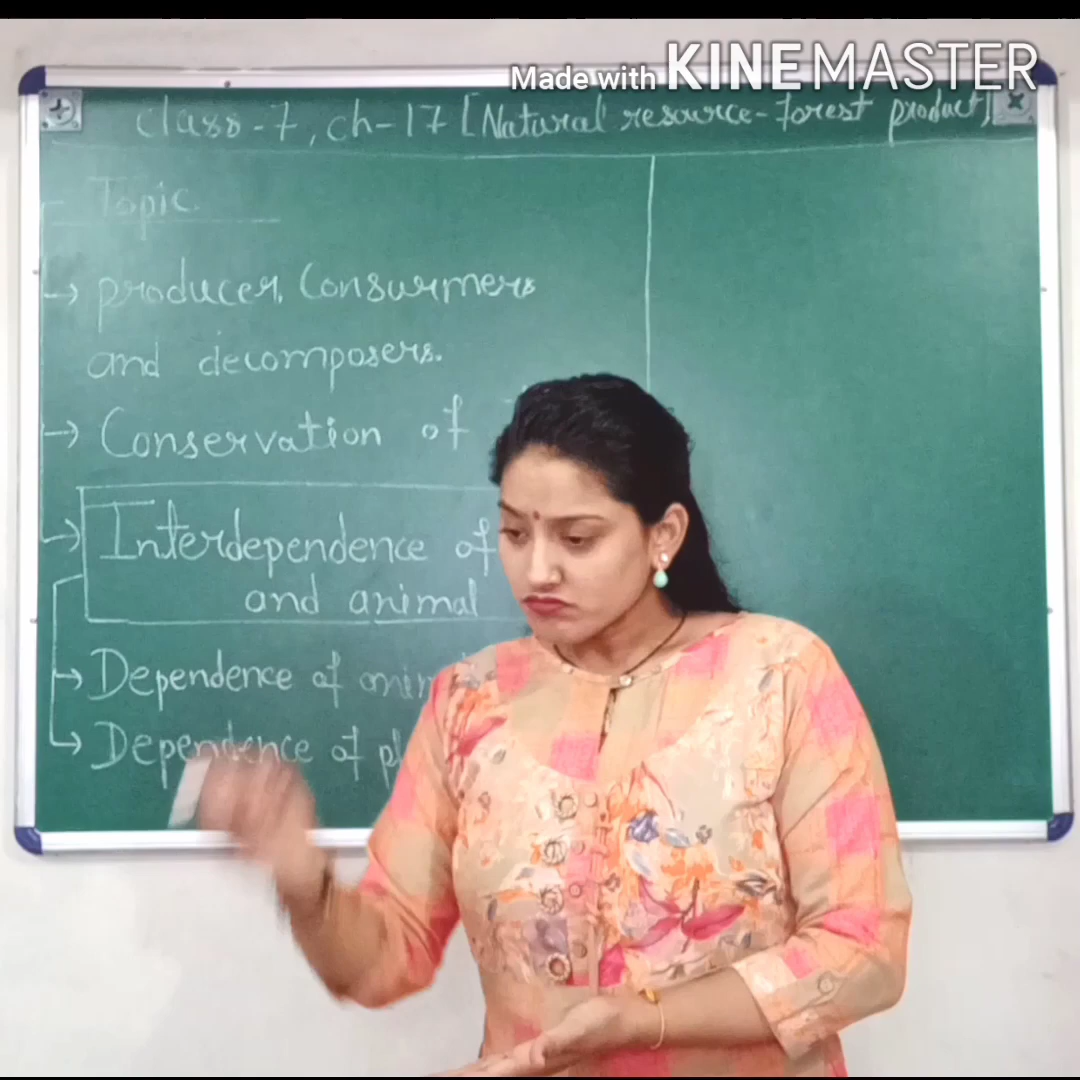 Made with KINEMASTER
class-7, ch-17 [Natural resource-forest product]
Topic
→ producer, Consurmers
and decomposers.
→ Conservation of
→ Interdependence of
and animal
→ Dependence of
→ Dependence of